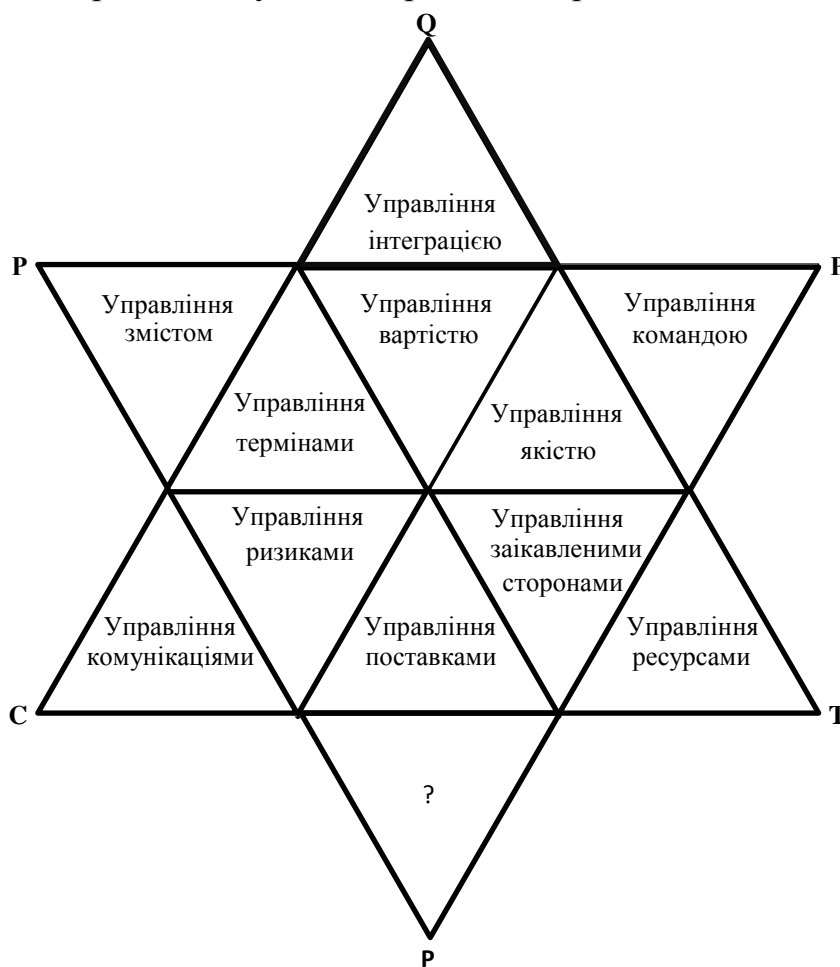 Q
Управління
інтеграцією
P
P
Управління
змістом
Управління
вартістю
Управління
командою
Управління
термінами
Управління
якістю
Управління
ризиками
Управління
заікавленими
сторонами
Управління
комунікаціями
Управління
поставками
Управління
ресурсами
C
T
?
P